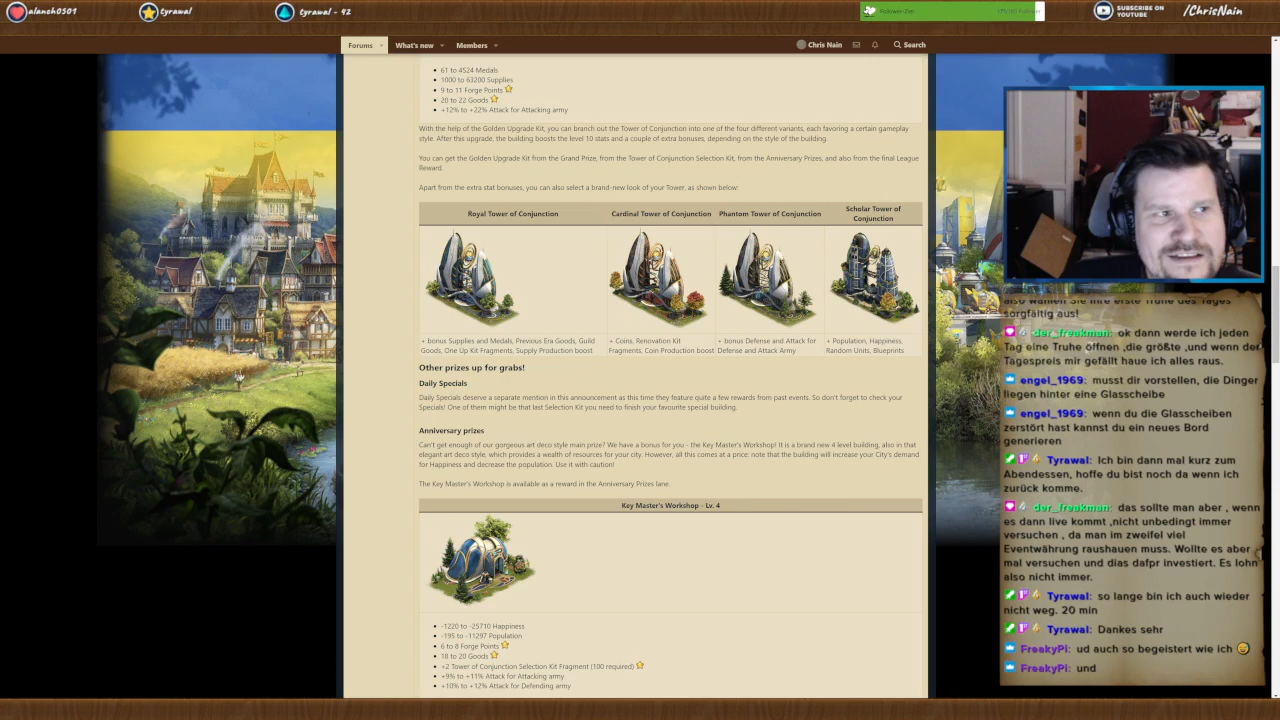 alanch0501
tyrawal
tyrawal - 42
SUBSCRIBE ON
YOUTUBE
/ChrisNain
Forums
What's new
Members
Chris Nain
Search
• 61 to 4524 Medals
• 1000 to 63200 Supplies
• 9 to 11 Forge Points
• 20 to 22 Goods
• +12% to +22% Attack for Attacking army
With the help of the Golden Upgrade Kit, you can branch out the Tower of Conjunction into one of the four different variants, each favoring a certain gameplay
style. After this upgrade, the building boosts the level 10 stats and a couple of extra bonuses, depending on the style of the building.
You can get the Golden Upgrade Kit from the Grand Prize, from the Tower of Conjunction Selection Kit, from the Anniversary Prizes, and also from the final League
Reward.
Apart from the extra stat bonuses, you can also select a brand-new look of your Tower, as shown below:
Royal Tower of Conjunction
Cardinal Tower of Conjunction
Phantom Tower of Conjunction
Scholar Tower of
Conjunction
+ bonus Supplies and Medals, Previous Era Goods, Guild
Goods, One Up Kit Fragments, Supply Production boost
+ Coins, Renovation Kit
Fragments, Coin Production boost
+ bonus Defense and Attack for
Defense and Attack Army
+ Population, Happiness,
Random Units, Blueprints
Other prizes up for grabs!
Daily Specials
Daily Specials deserve a separate mention in this announcement as this time they feature quite a few rewards from past events. So don't forget to check your
Specials! One of them might be that last Selection Kit you need to finish your favourite special building.
Anniversary prizes
Can't get enough of our gorgeous art deco style main prize? We have a bonus for you - the Key Master's Workshop! It is a brand new 4 level building, also in that
elegant art deco style, which provides a wealth of resources for your city. However, all this comes at a price: note that the building will increase your City's demand
for Happiness and decrease the population. Use it with caution!
The Key Master's Workshop is available as a reward in the Anniversary Prizes lane.
Key Master's Workshop - Lv. 4
• -1220 to -25710 Happiness
• -195 to -11297 Population
• 6 to 8 Forge Points
• 18 to 20 Goods
• +2 Tower of Conjunction Selection Kit Fragment (100 required)
• +9% to +11% Attack for Attacking army
• +10% to +12% Attack for Defending army
also wählen Sie Ihre erste Truhe des Tages
sorgfältig aus!
der_freakman: ok dann werde ich jeden
Tag eine Truhe öffnen ,die größte ,und wenn der
Tagespreis mir gefällt haue ich alles raus.
engel_1969: musst dir vorstellen, die Dinger
liegen hinter eine Glasscheibe
engel_1969: wenn du die Glasscheiben
zerstört hast kannst du ein neues Bord
generieren
Tyrawal: Ich bin dann mal kurz zum
Abendessen, hoffe du bist noch da wenn ich
zurück komme.
der_freakman: das sollte man aber , wenn
es dann live kommt ,nicht unbedingt immer
versuchen , da man im zweifel viel
Eventwährung raushauen muss. Wollte es aber
mal versuchen und dias dafpr investiert. Es lohn
also nicht immer.
Tyrawal: so lange bin ich auch wieder
nicht weg. 20 min
Tyrawal: Dankes sehr
FreakyPi: ud auch so begeistert wie ich
FreakyPi: und